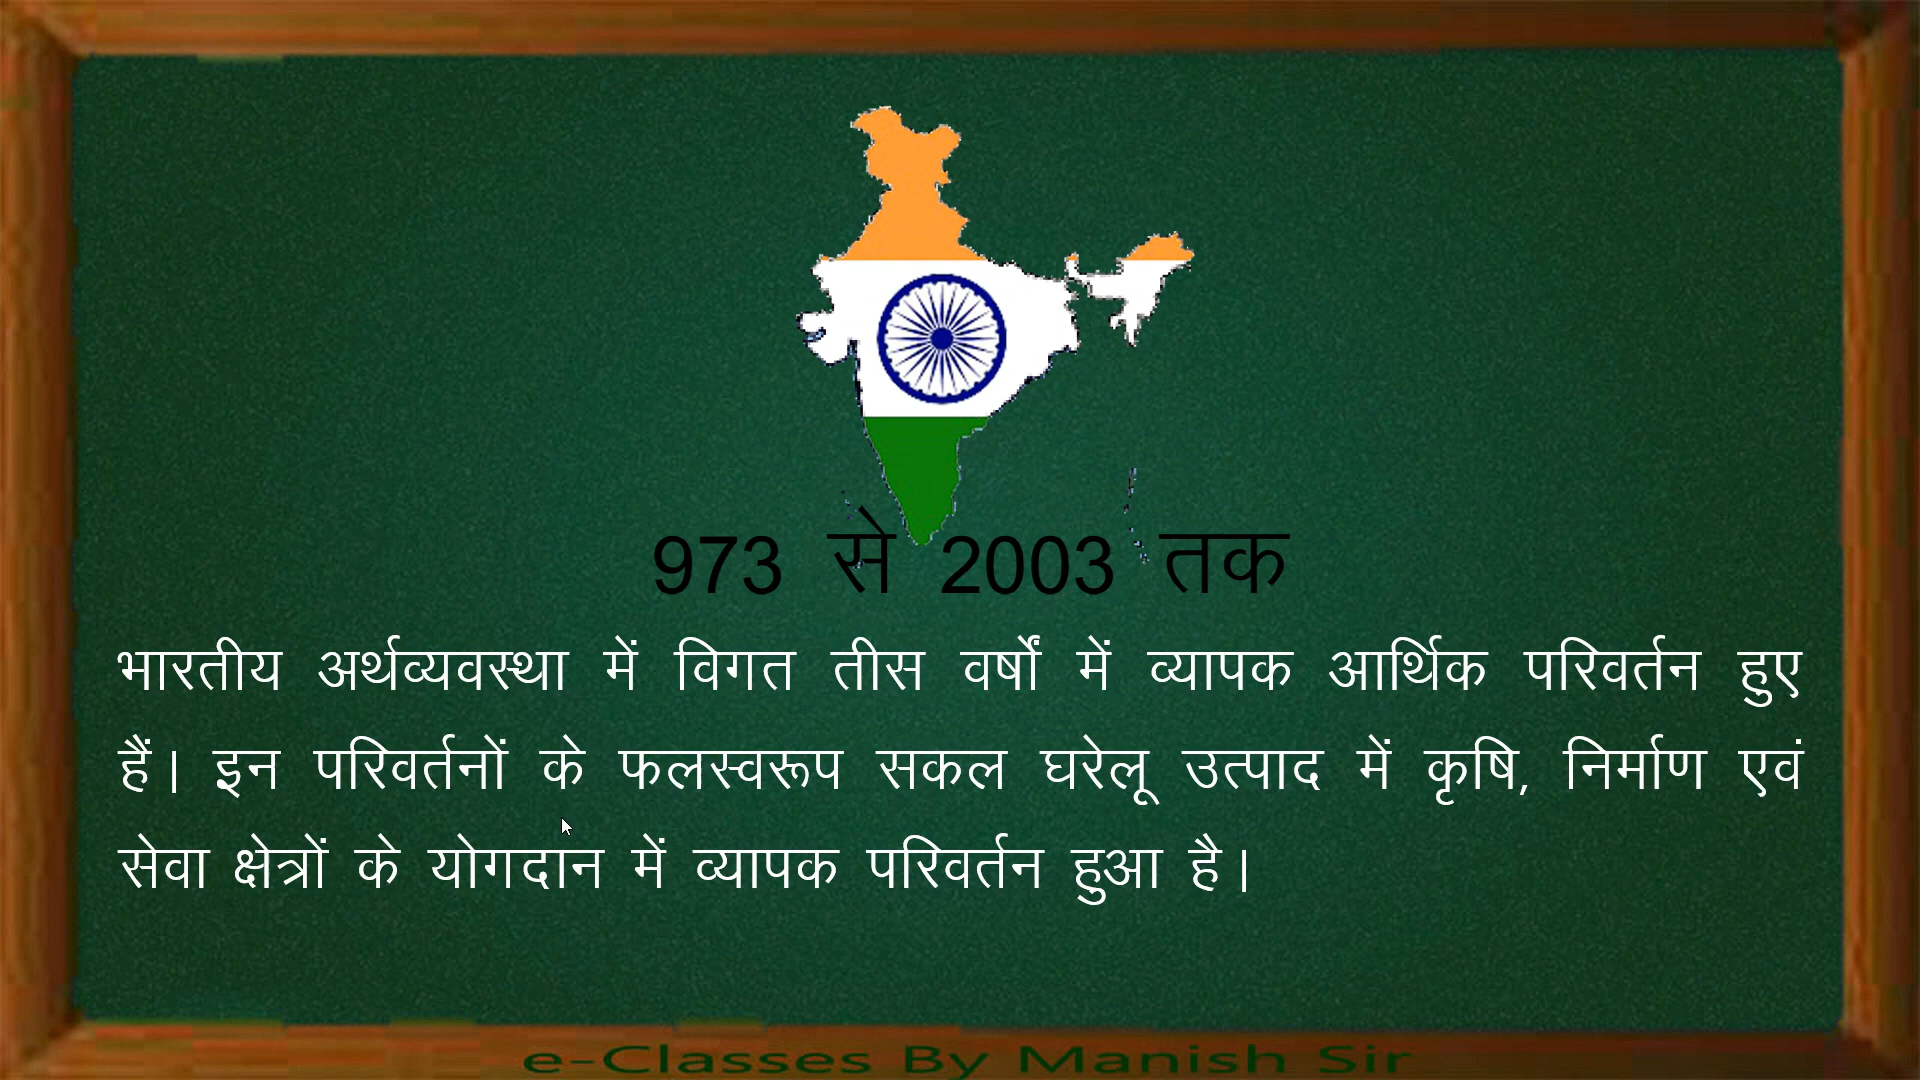 973 से 2003 तक
भारतीय अर्थव्यवस्था में विगत तीस वर्षों में व्यापक आर्थिक परिवर्तन हुए
हैं। इन परिवर्तनों के फलस्वरूप सकल घरेलू उत्पाद में कृषि, निर्माण एवं
सेवा क्षेत्रों के योगदान में व्यापक परिवर्तन हुआ है।
e-Classes By Manish Sir